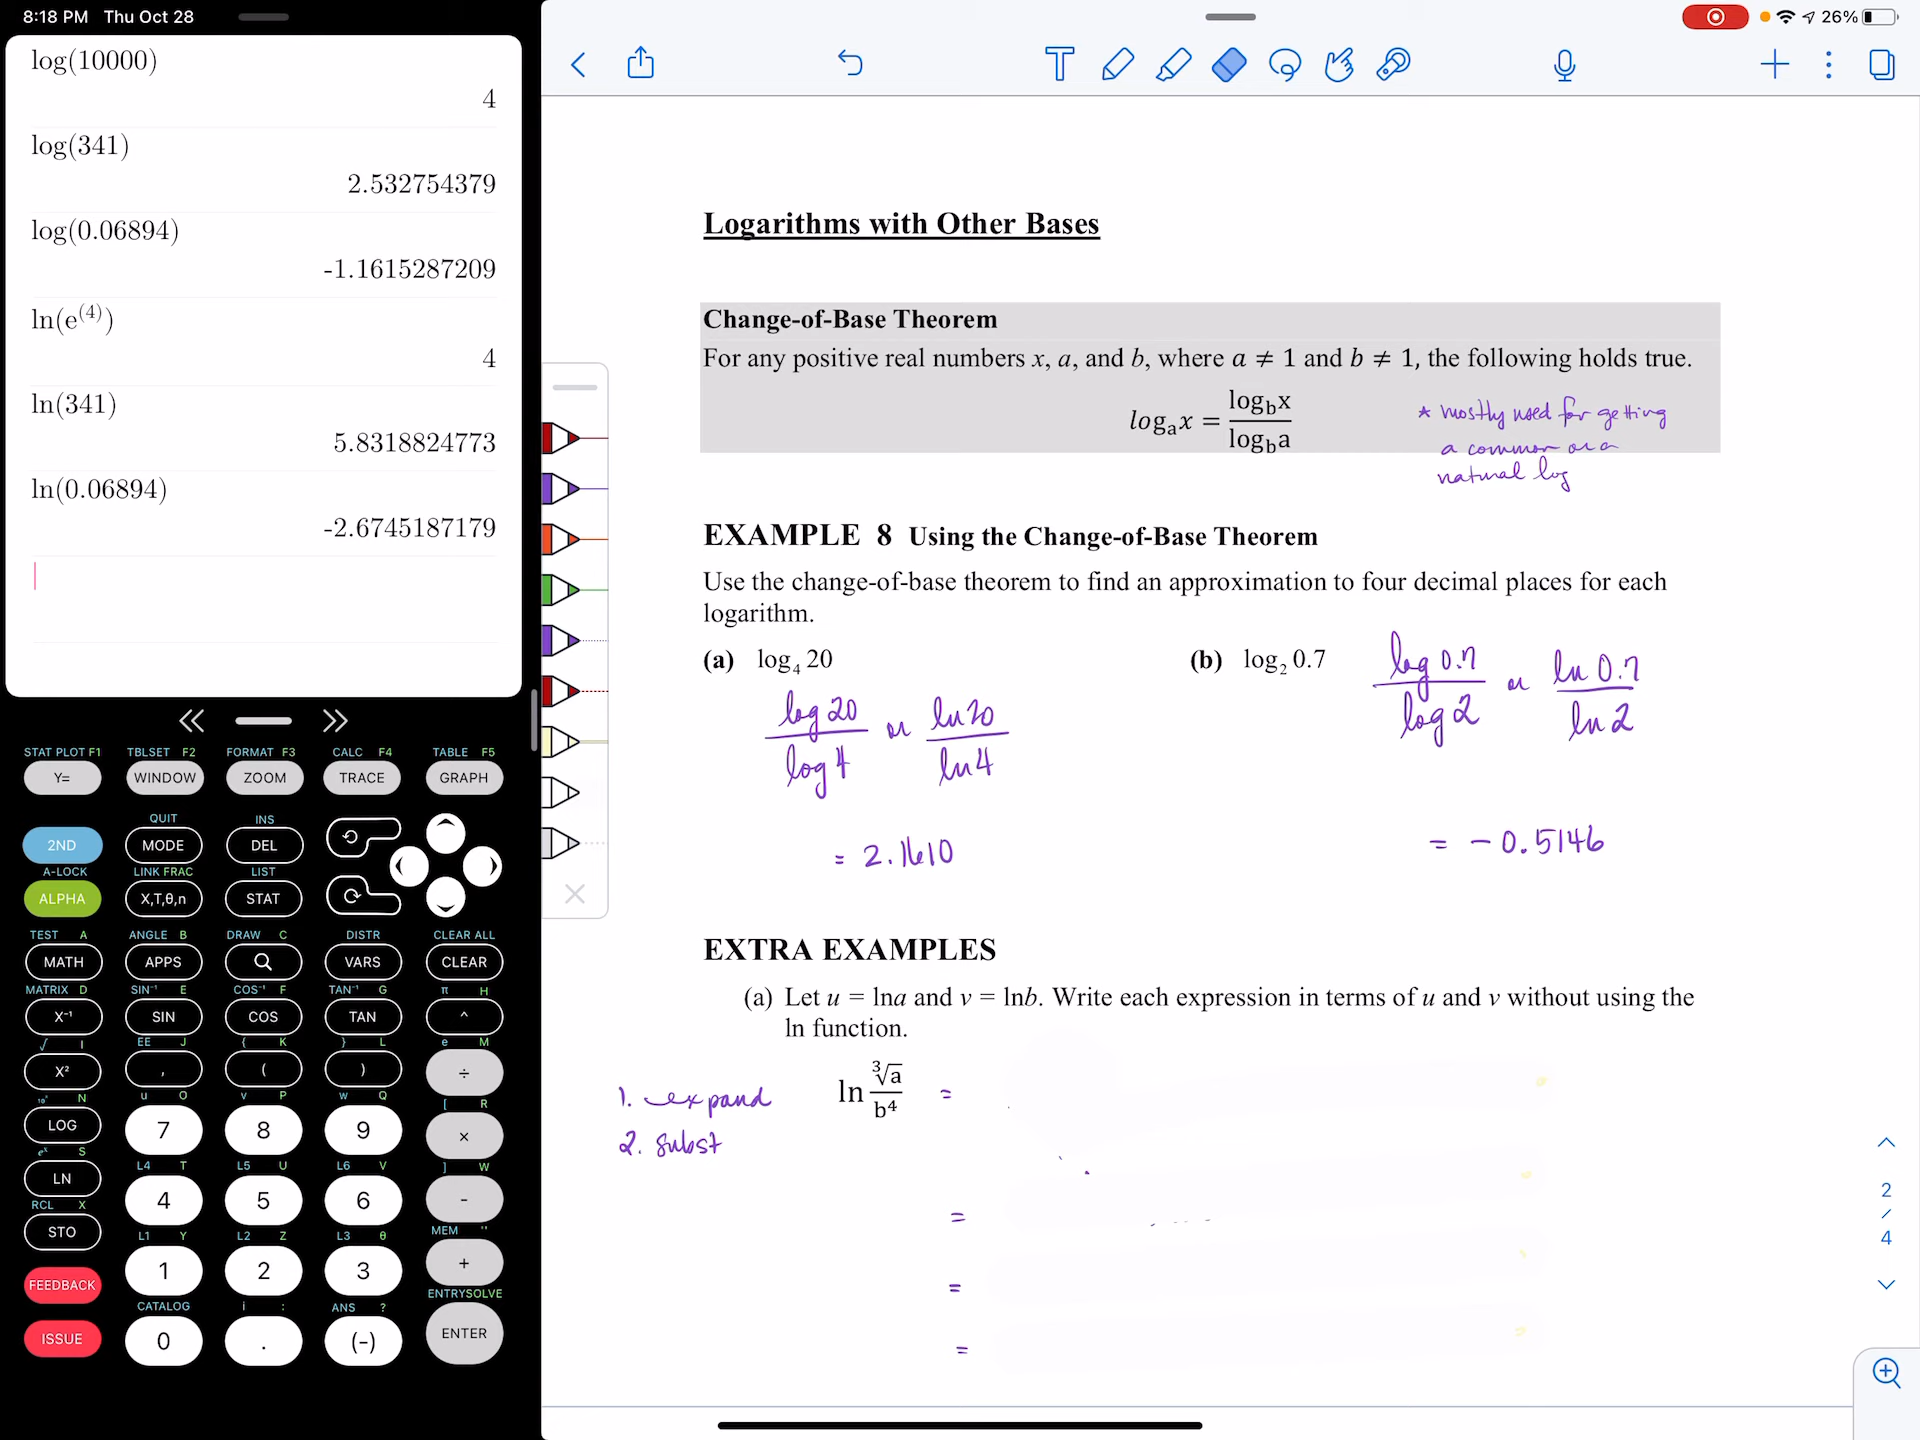 8:18 PM Thu Oct 28
26%
log(10000)
4
log(341)
2.532754379
log(0.06894)
-1.1615287209
ln(e^(4))
4
ln(341)
5.8318824773
ln(0.06894)
-2.6745187179
STAT PLOT F1 TBLSET F2 FORMAT F3 CALC F4 TABLE F5
Y= WINDOW ZOOM TRACE GRAPH
QUIT INS
2ND MODE DEL
A-LOCK LINK FRAC LIST
ALPHA X,T,θ,n STAT
TEST A ANGLE B DRAW C DISTR CLEAR ALL
MATH APPS VARS CLEAR
MATRIX D SIN⁻¹ E COS⁻¹ F TAN⁻¹ G π H
X⁻¹ SIN COS TAN ^
√ I EE J { K } L e M
X² , ( ) ÷
10ˣ N u O v P w Q [ R
LOG 7 8 9 ×
eˣ S L4 T L5 U L6 V ] W
LN 4 5 6 -
RCL X L1 Y L2 Z L3 θ MEM "
STO 1 2 3 +
FEEDBACK CATALOG i : ANS ? ENTRY SOLVE
ISSUE 0 . (-) ENTER
Logarithms with Other Bases
Change-of-Base Theorem
For any positive real numbers x, a, and b, where a ≠ 1 and b ≠ 1, the following holds true.
logₐx = log_b x / log_b a
* mostly used for getting
a common or a
natural log
EXAMPLE 8 Using the Change-of-Base Theorem
Use the change-of-base theorem to find an approximation to four decimal places for each
logarithm.
(a) log₄ 20
log 20 / log 4 or ln 20 / ln 4
= 2.1610
(b) log₂ 0.7
log 0.7 / log 2 or ln 0.7 / ln 2
= -0.5146
EXTRA EXAMPLES
(a) Let u = lna and v = lnb. Write each expression in terms of u and v without using the
ln function.
ln ∛a / b⁴ =
1. expand
2. subst
=
=
=
2
/
4